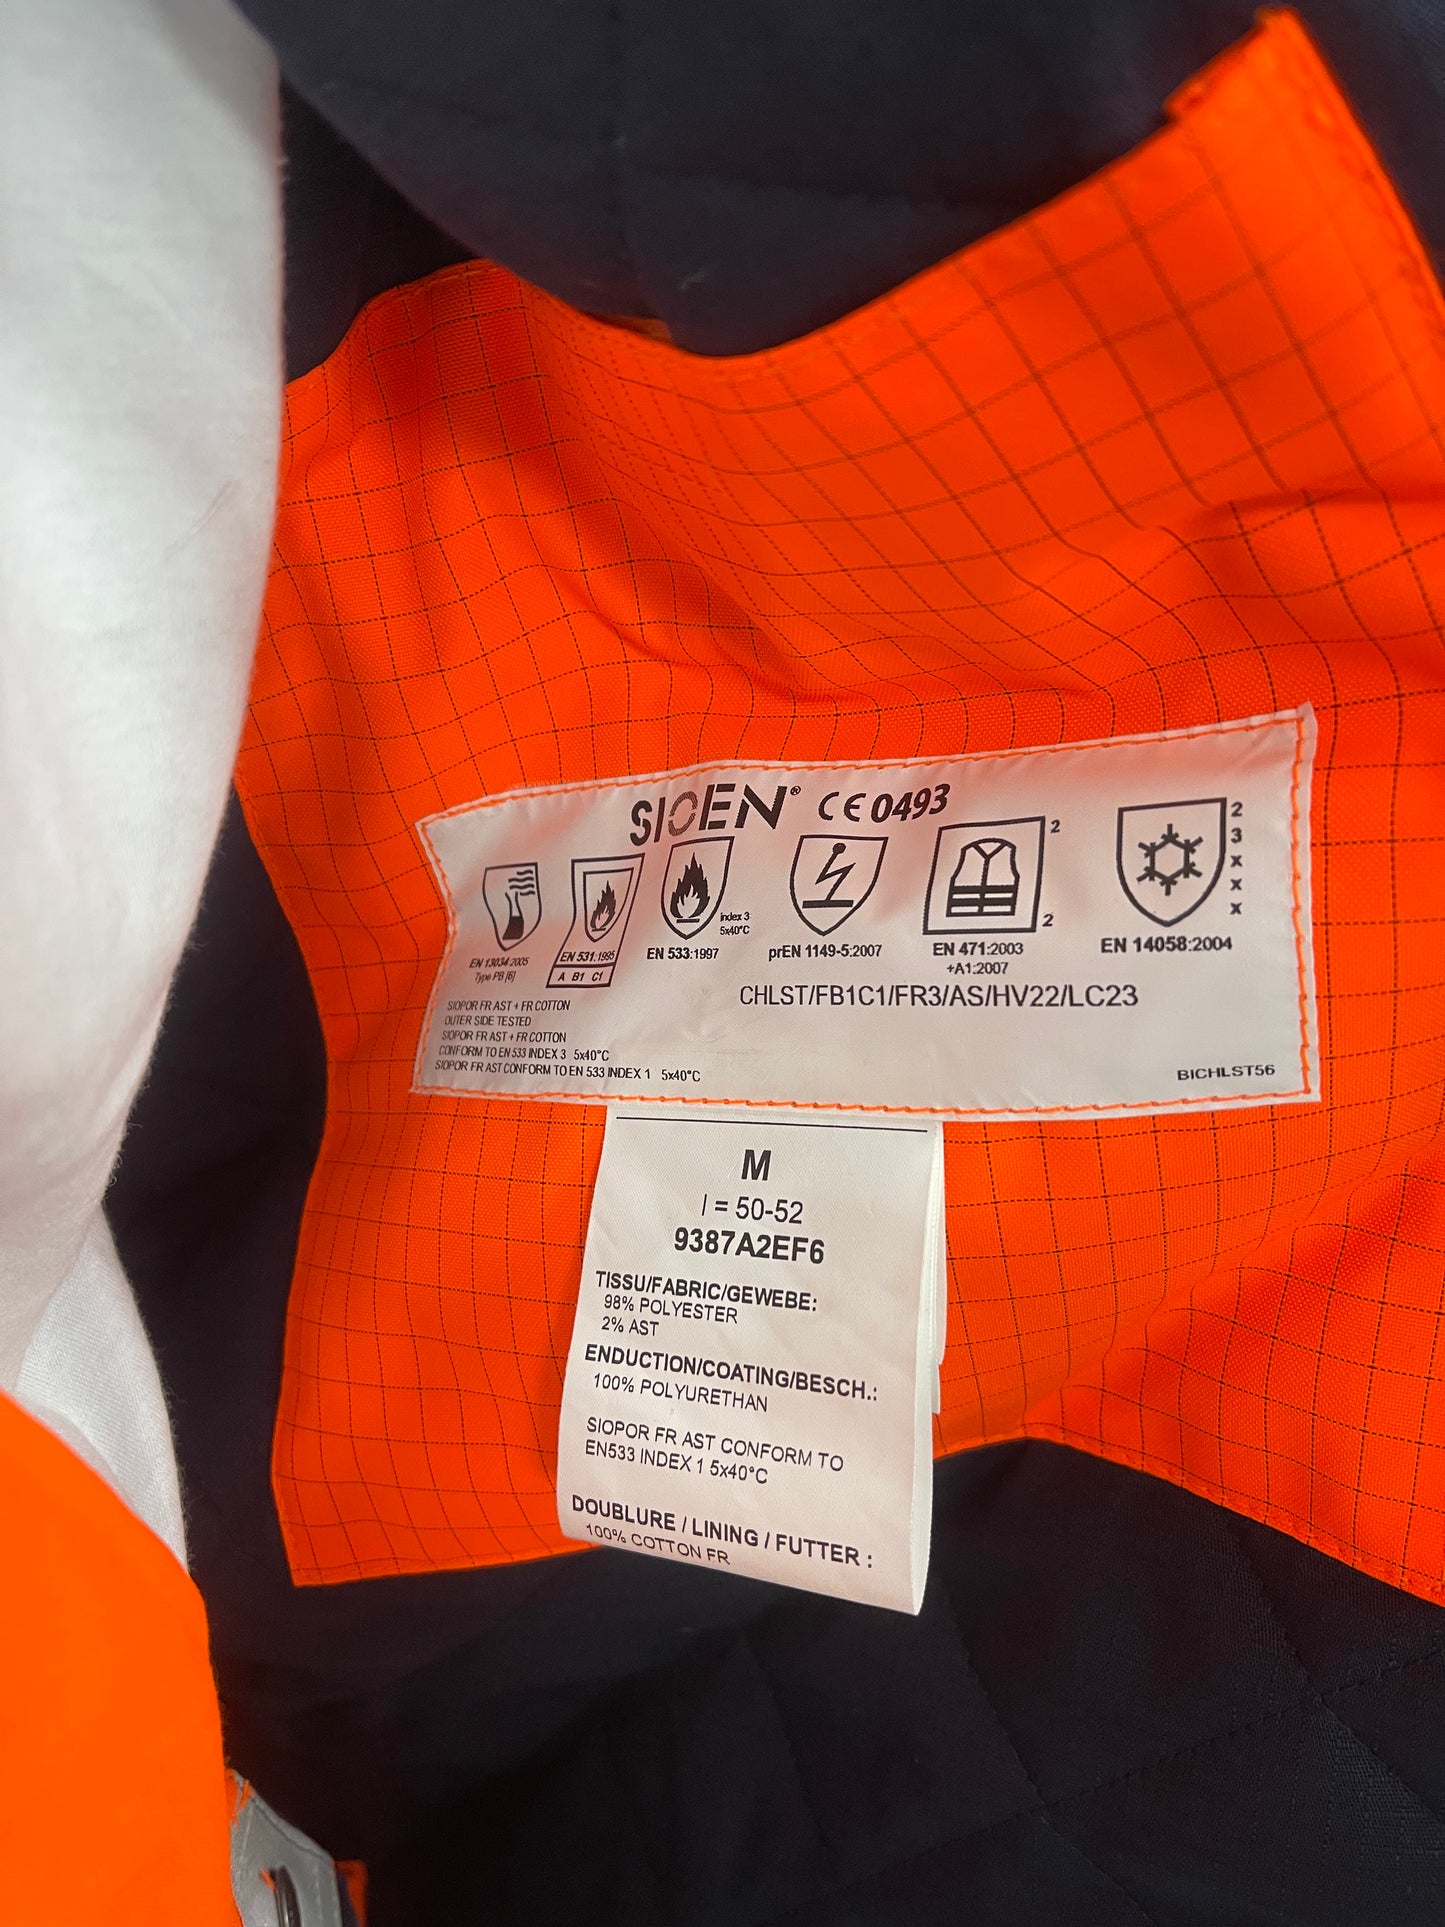 SIOEN® CE 0493
EN 13034:2005
Type PB [6]
EN 531:1995
A B1 C1
index 3
5x40°C
EN 533:1997
prEN 1149-5:2007
2
2
EN 471:2003
+A1:2007
2
3
x
x
x
EN 14058:2004
CHLST/FB1C1/FR3/AS/HV22/LC23
SIOPOR FR AST + FR COTTON
OUTER SIDE TESTED
SIOPOR FR AST + FR COTTON
CONFORM TO EN 533 INDEX 3 5x40°C
SIOPOR FR AST CONFORM TO EN 533 INDEX 1 5x40°C
BICHLST56
M
I = 50-52
9387A2EF6
TISSU/FABRIC/GEWEBE:
98% POLYESTER
2% AST
ENDUCTION/COATING/BESCH.:
100% POLYURETHAN
SIOPOR FR AST CONFORM TO
EN533 INDEX 1 5x40°C
DOUBLURE / LINING / FUTTER :
100% COTTON FR